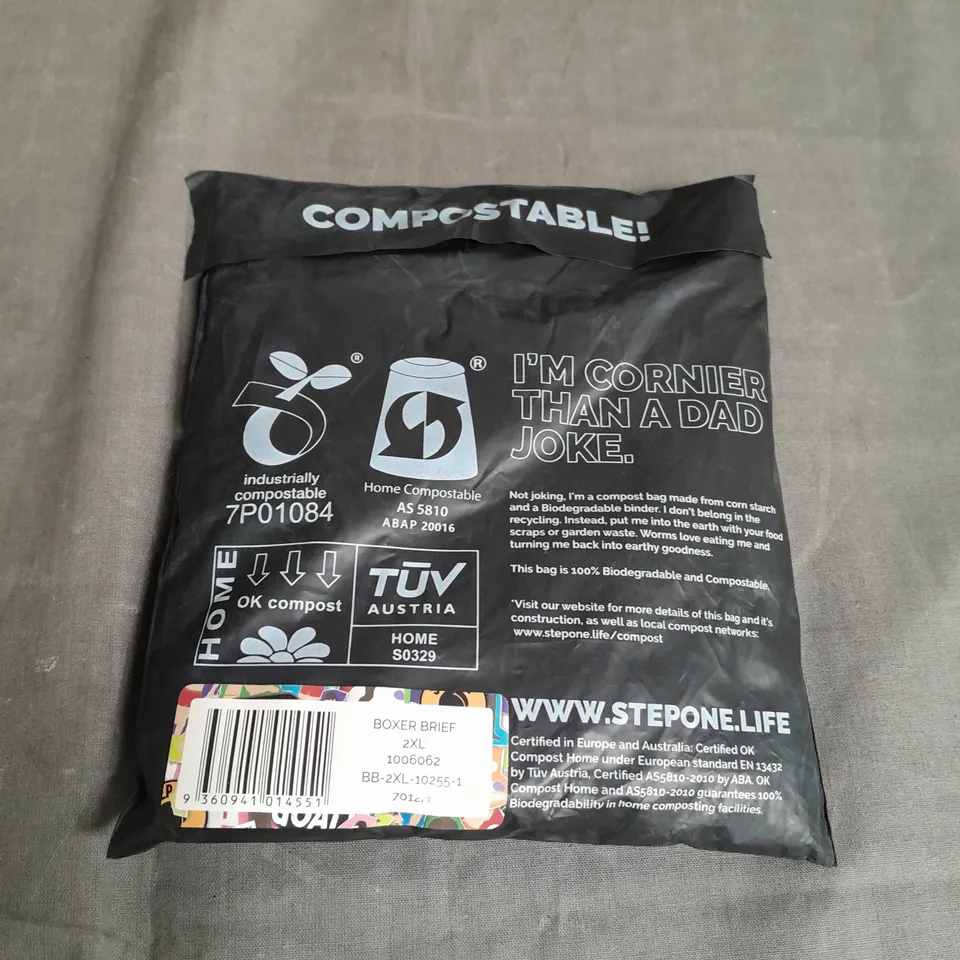 COMPOSTABLE!
®
industrially
compostable
7P01084
®
Home Compostable
AS 5810
ABAP 20016
HOME
OK compost
TÜV
AUSTRIA
HOME
S0329
I'M CORNIER
THAN A DAD
JOKE.
Not joking, I'm a compost bag made from corn starch
and a Biodegradable binder. I don't belong in the
recycling. Instead, put me into the earth with your food
scraps or garden waste. Worms love eating me and
turning me back into earthy goodness.
This bag is 100% Biodegradable and Compostable.
*Visit our website for more details of this bag and it's
construction, as well as local compost networks:
www.stepone.life/compost
BOXER BRIEF
2XL
1006062
BB-2XL-10255-1
9 360941 014551
GOAT
WWW.STEPONE.LIFE
Certified in Europe and Australia: Certified OK
Compost Home under European standard EN 13432
by Tüv Austria, Certified AS5810-2010 by ABA. OK
Compost Home and AS5810-2010 guarantees 100%
Biodegradability in home composting facilities.